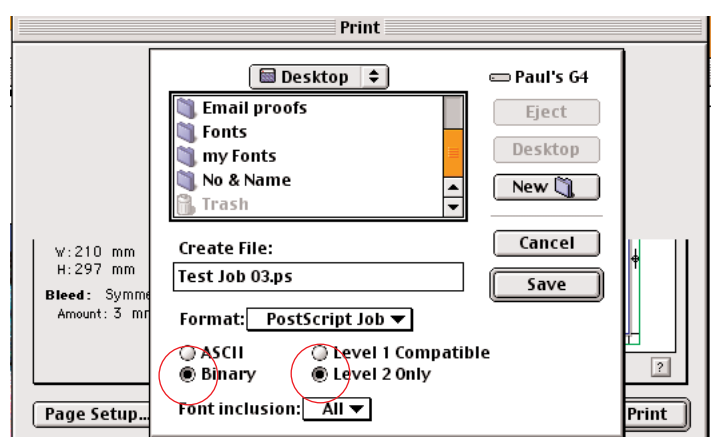 Print
Desktop
Paul's G4
Email proofs
Fonts
my Fonts
No & Name
Trash
Eject
Desktop
New
Create File:
Cancel
Test Job 03.ps
Save
W:210 mm
H:297 mm
Bleed: Symme
Amount: 3 mm
Format: PostScript Job
ASCII
Level 1 Compatible
Binary
Level 2 Only
Font inclusion: All
?
Page Setup...
Print